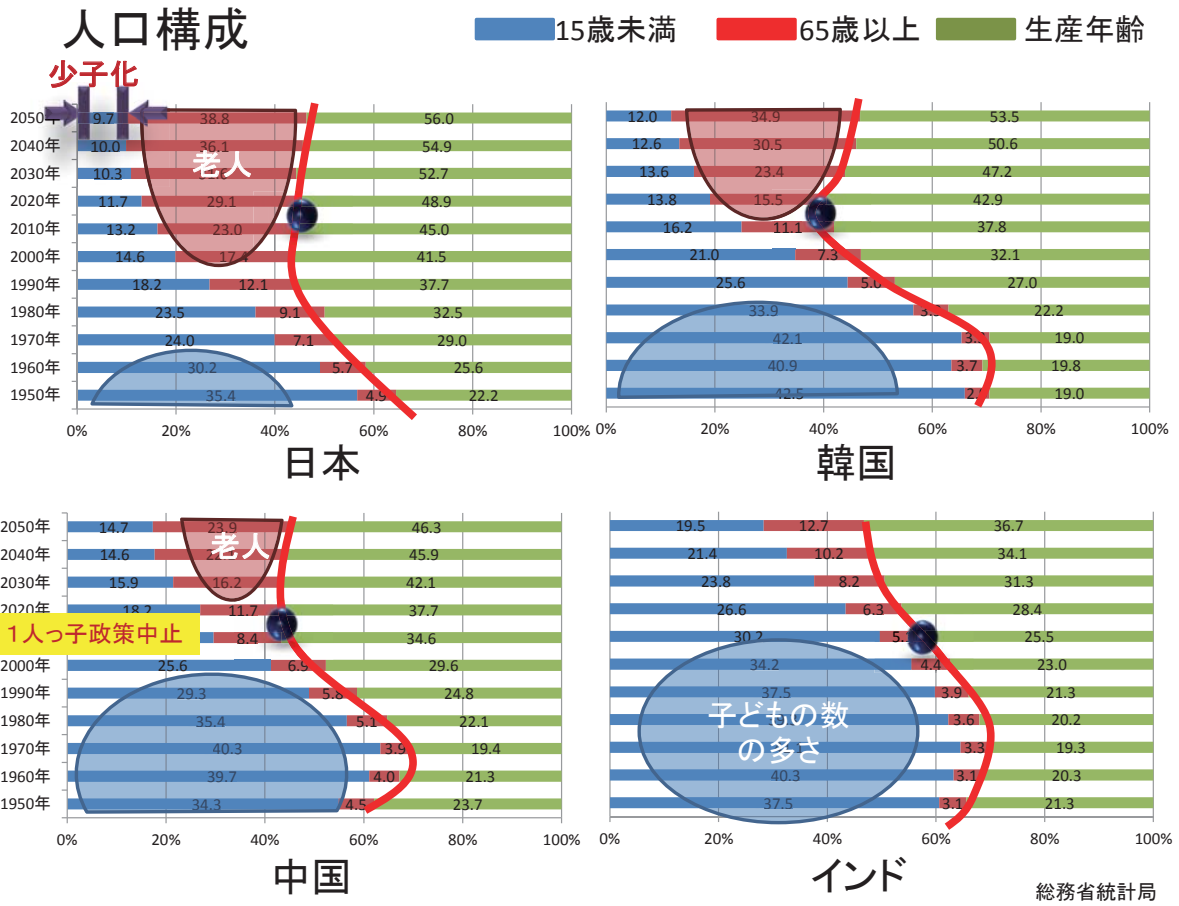 人口構成
15歳未満 65歳以上 生産年齢
少子化
2050年 9.7 38.8 56.0
2040年 10.0 36.1 54.9
2030年 10.3 52.7
老人
2020年 11.7 29.1 48.9
2010年 13.2 23.0 45.0
2000年 14.6 17.4 41.5
1990年 18.2 12.1 37.7
1980年 23.5 9.1 32.5
1970年 24.0 7.1 29.0
1960年 30.2 5.7 25.6
1950年 35.4 4.9 22.2
0% 20% 40% 60% 80% 100%
日本
12.0 34.9 53.5
12.6 30.5 50.6
13.6 23.4 47.2
13.8 15.5 42.9
16.2 11.1 37.8
21.0 7.3 32.1
25.6 5.0 27.0
33.9 22.2
42.1 19.0
40.9 3.7 19.8
42.5 19.0
0% 20% 40% 60% 80% 100%
韓国
2050年 14.7 23.9 46.3
2040年 14.6 45.9
老人
2030年 15.9 16.2 42.1
2020年 18.2 11.7 37.7
1人っ子政策中止 8.4 34.6
2000年 25.6 6.9 29.6
1990年 29.3 5.8 24.8
1980年 35.4 5.1 22.1
1970年 40.3 3.9 19.4
1960年 39.7 4.0 21.3
1950年 34.3 4.5 23.7
0% 20% 40% 60% 80% 100%
中国
19.5 12.7 36.7
21.4 10.2 34.1
23.8 8.2 31.3
26.6 6.3 28.4
30.2 25.5
34.2 4.4 23.0
37.5 3.9 21.3
3.6 20.2
子どもの数
の多さ
3.3 19.3
40.3 3.1 20.3
37.5 3.1 21.3
0% 20% 40% 60% 80% 100%
インド
総務省統計局